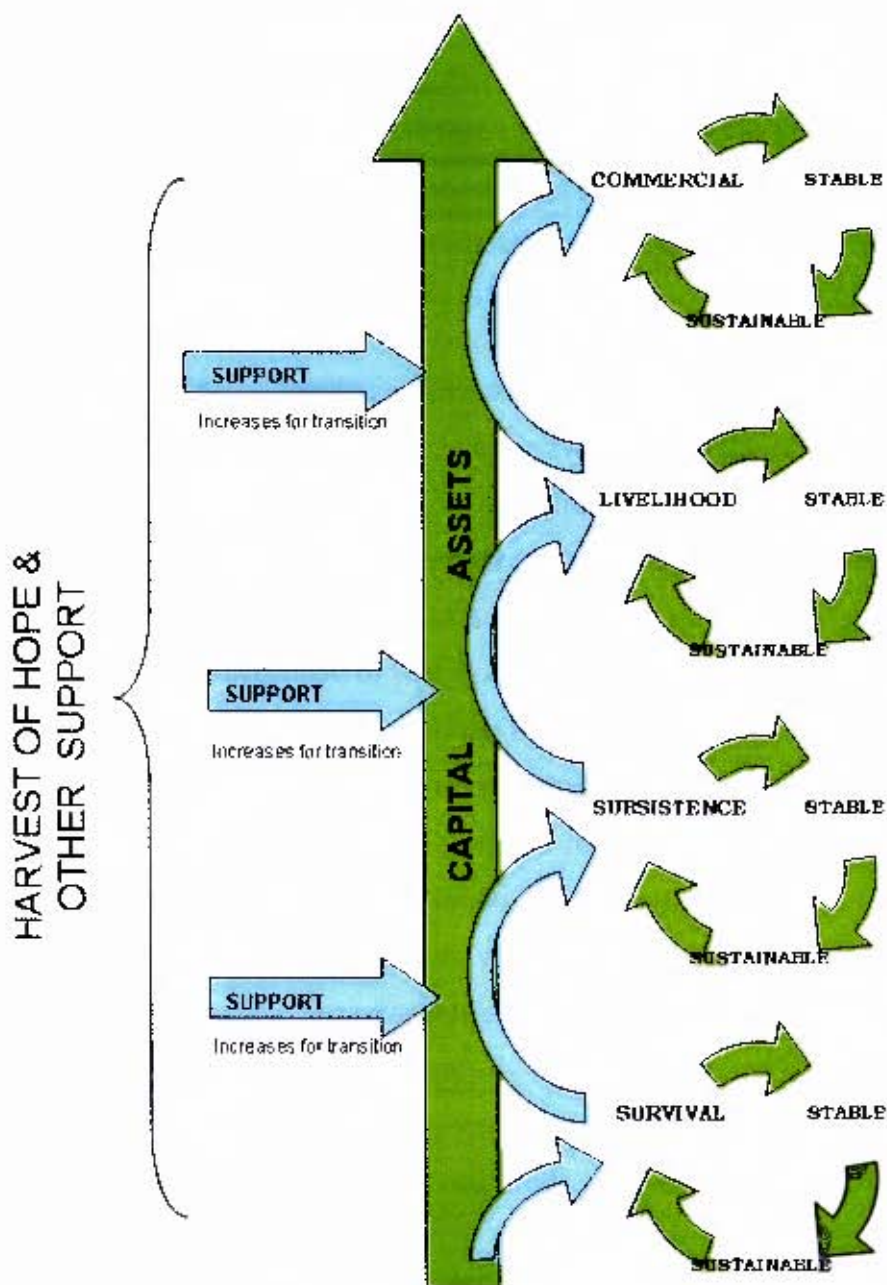 COMMERCIAL STABLE
SUSTAINABLE
SUPPORT
Increases for transition
LIVELIHOOD STABLE
SUSTAINABLE
SUPPORT
Increases for transition
SUBSISTENCE STABLE
SUSTAINABLE
SUPPORT
Increases for transition
SURVIVAL STABLE
SUSTAINABLE
CAPITAL ASSETS
HARVEST OF HOPE &
OTHER SUPPORT